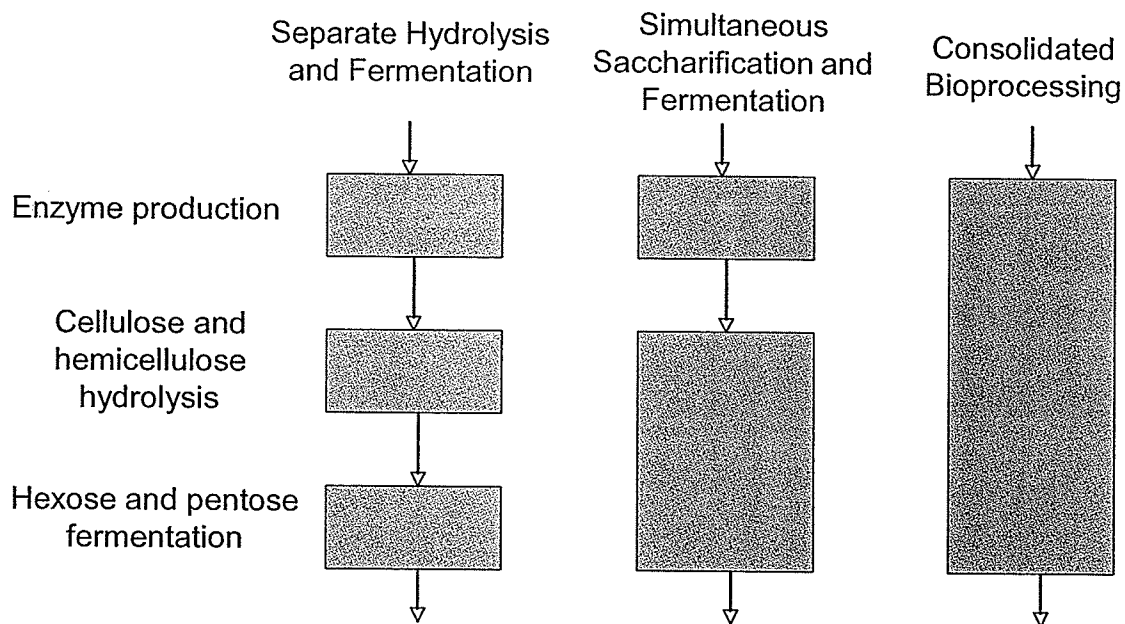 Separate Hydrolysis
and Fermentation
Simultaneous
Saccharification and
Fermentation
Consolidated
Bioprocessing
Enzyme production
Cellulose and
hemicellulose
hydrolysis
Hexose and pentose
fermentation